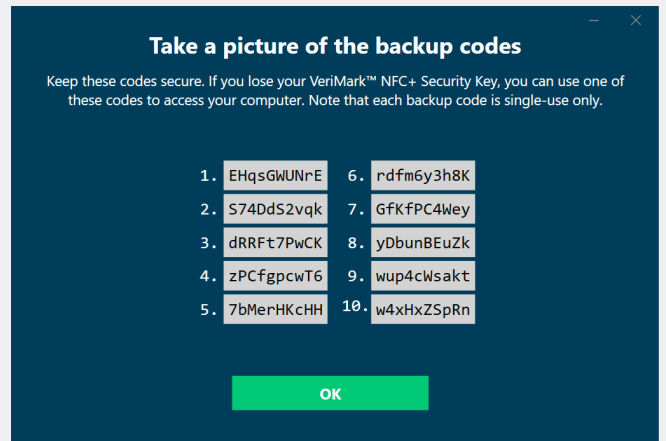 Take a picture of the backup codes
Keep these codes secure. If you lose your VeriMark™ NFC+ Security Key, you can use one of
these codes to access your computer. Note that each backup code is single-use only.
1. EHqsGWUNrE 6. rdfm6y3h8K
2. S74DdS2vqk 7. GfKfPC4Wey
3. dRRFt7PwCK 8. yDbunBEuZk
4. zPCfgpcwT6 9. wup4cWsakt
5. 7bMerHKcHH 10. w4xHxZSpRn
OK